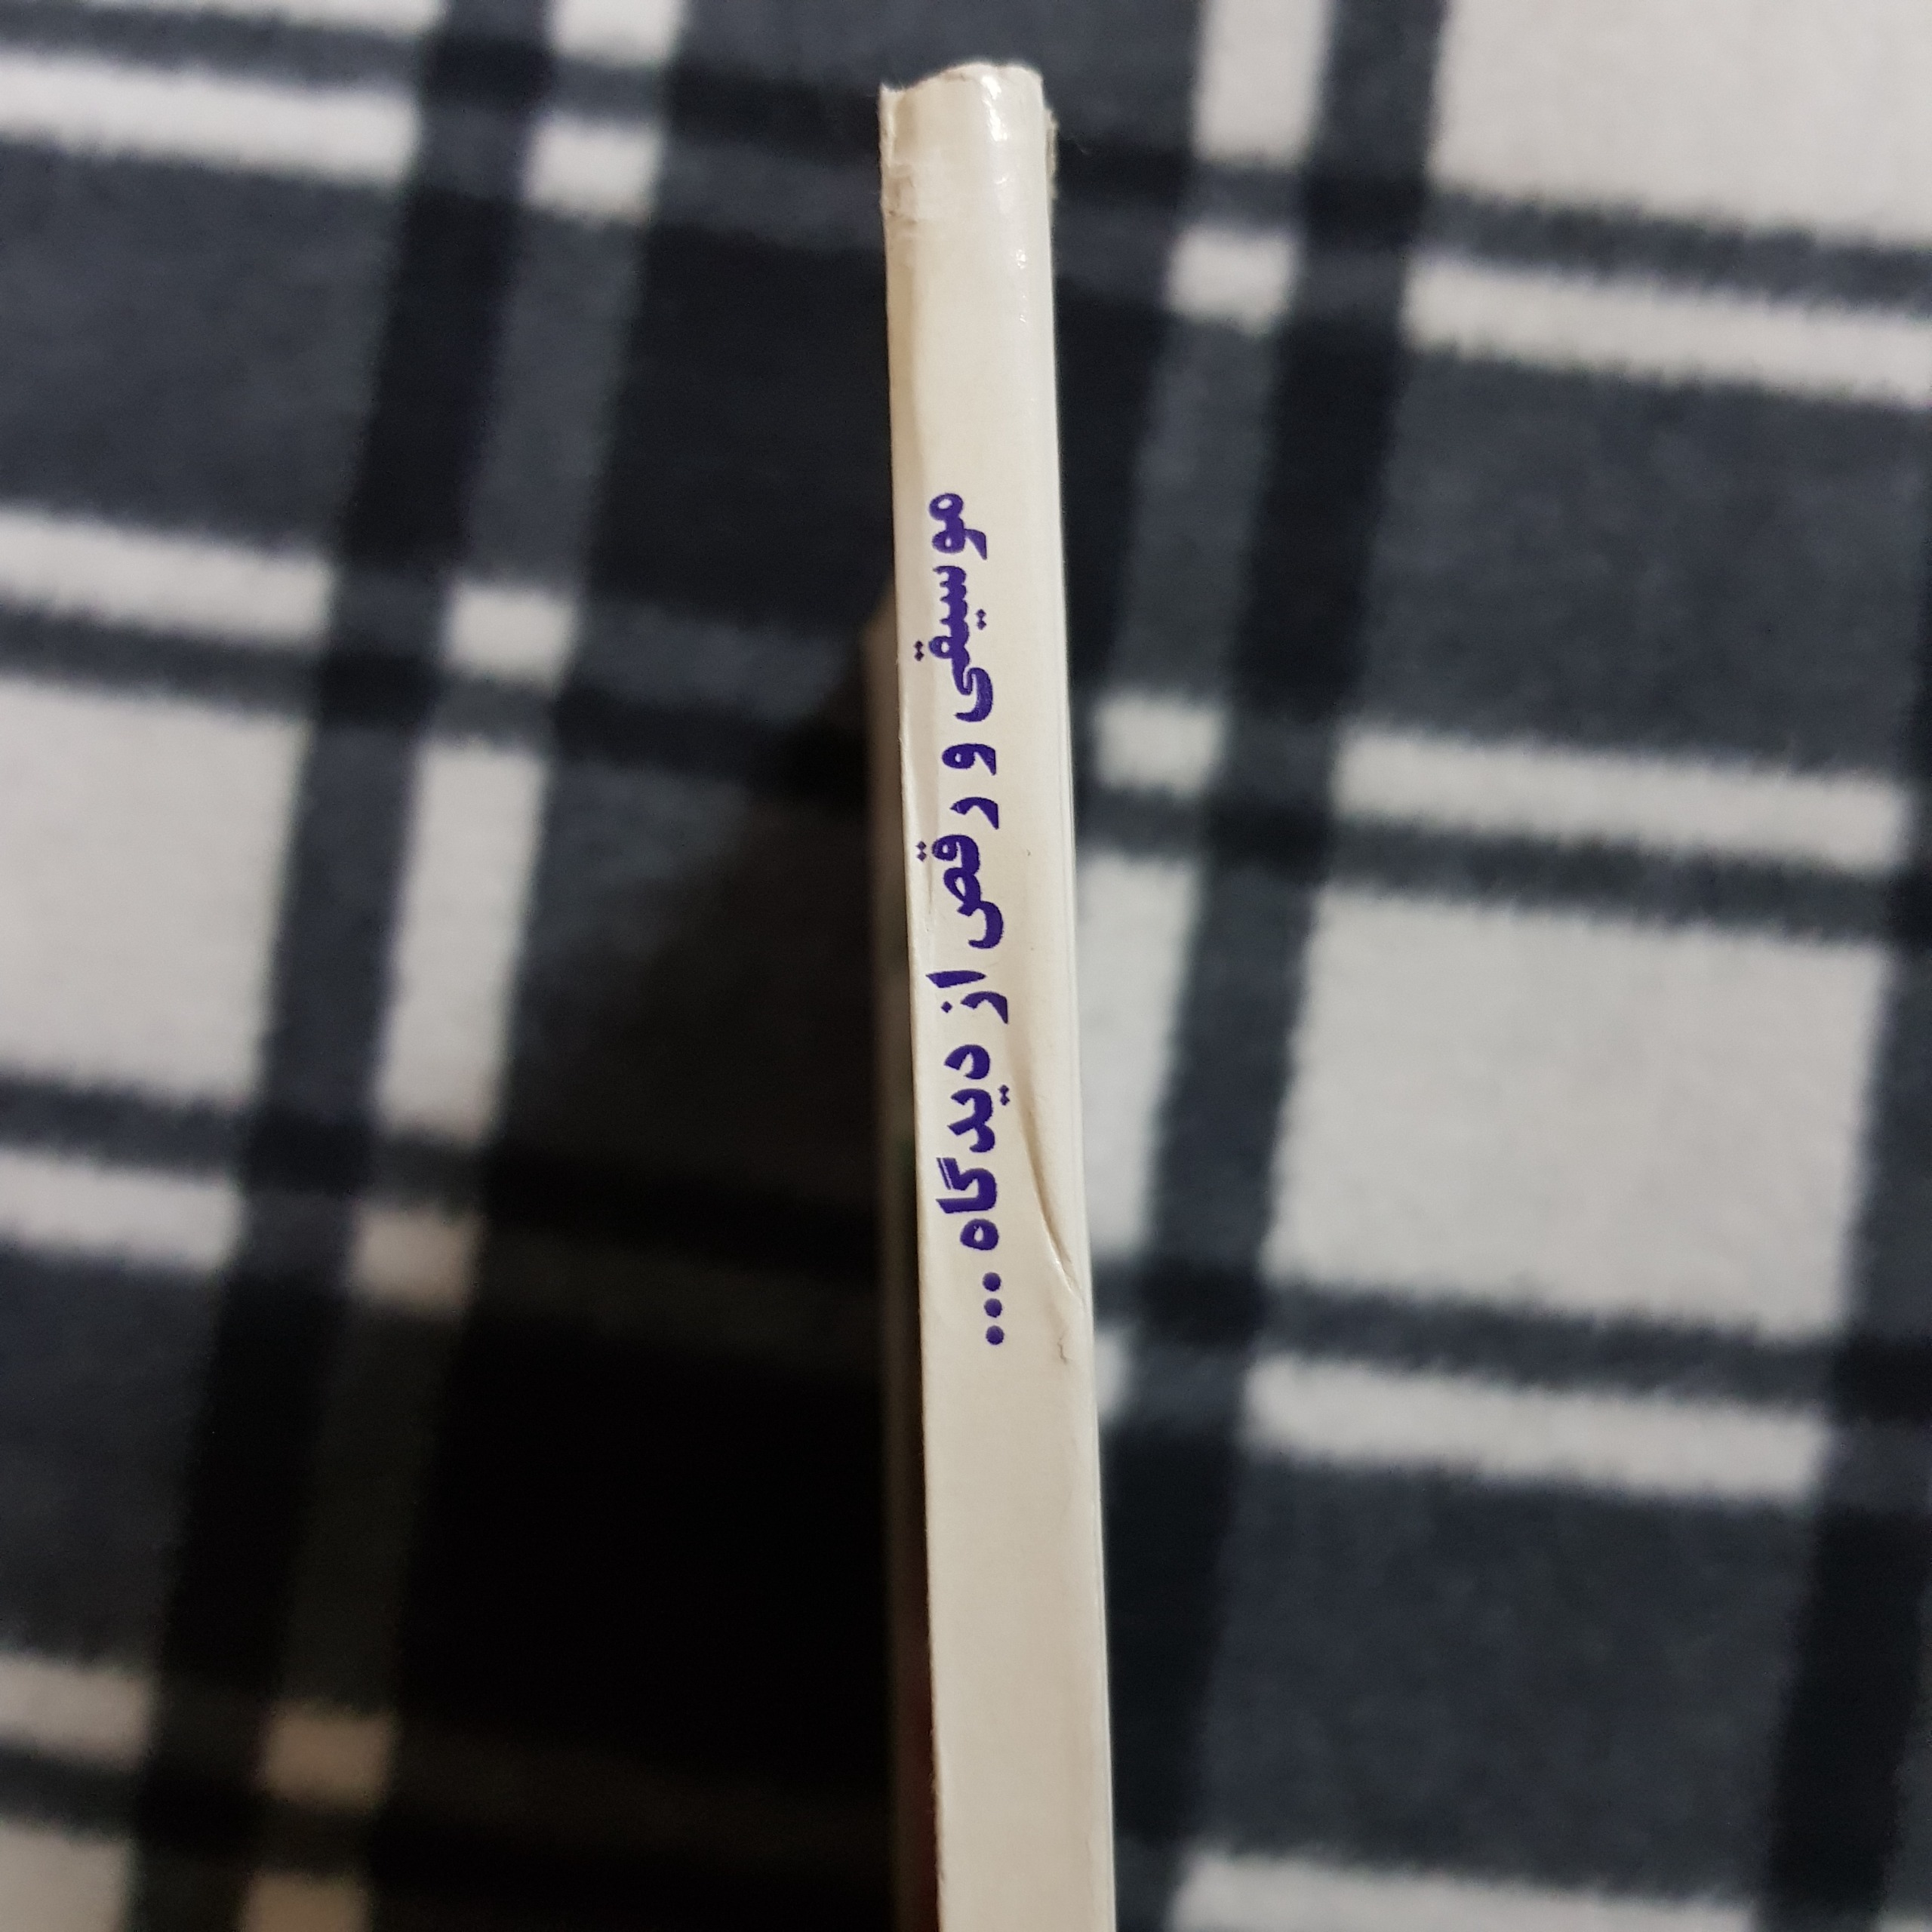 موسیقی و رقص از دیدگاه ...